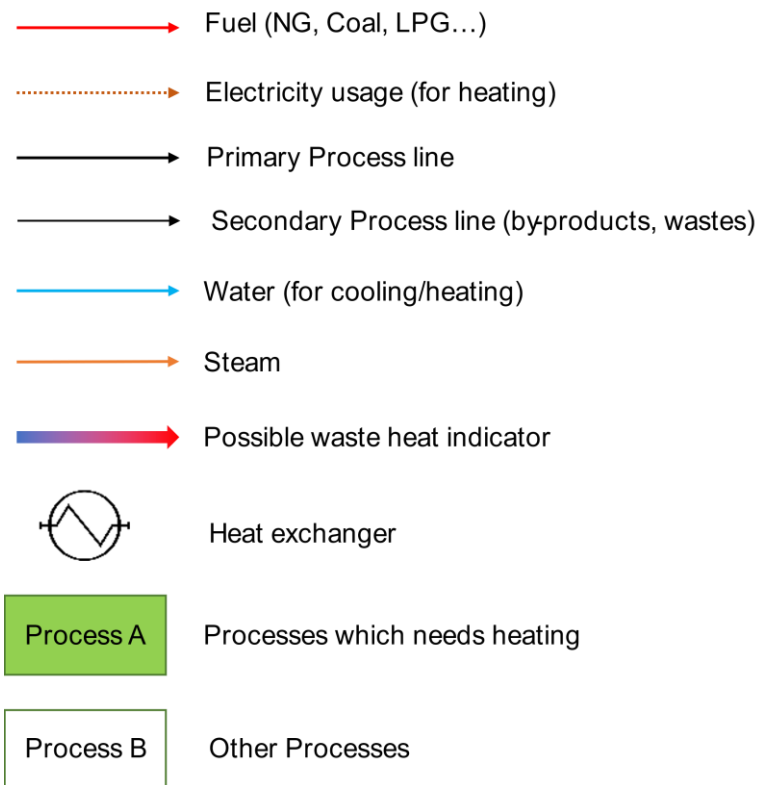 Fuel (NG, Coal, LPG…)
Electricity usage (for heating)
Primary Process line
Secondary Process line (by-products, wastes)
Water (for cooling/heating)
Steam
Possible waste heat indicator
Heat exchanger
Process A Processes which needs heating
Process B Other Processes